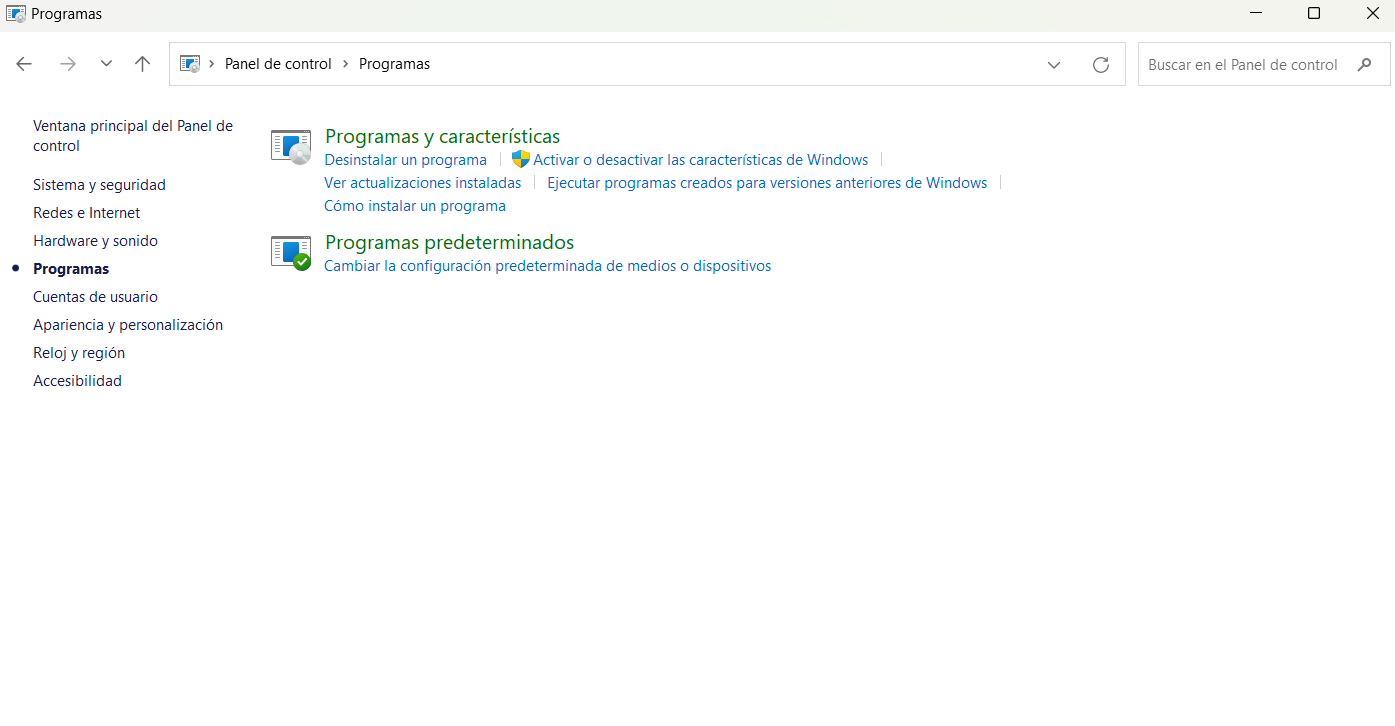 Programas
Panel de control Programas
Buscar en el Panel de control
Ventana principal del Panel de
control
Sistema y seguridad
Redes e Internet
Hardware y sonido
Programas
Cuentas de usuario
Apariencia y personalización
Reloj y región
Accesibilidad
Programas y características
Desinstalar un programa Activar o desactivar las características de Windows
Ver actualizaciones instaladas Ejecutar programas creados para versiones anteriores de Windows
Cómo instalar un programa
Programas predeterminados
Cambiar la configuración predeterminada de medios o dispositivos